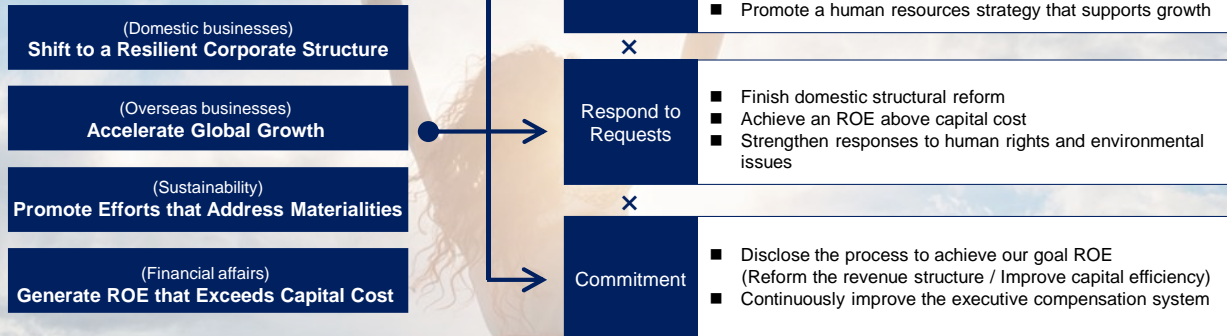 (Domestic businesses)
Shift to a Resilient Corporate Structure
(Overseas businesses)
Accelerate Global Growth
(Sustainability)
Promote Efforts that Address Materialities
(Financial affairs)
Generate ROE that Exceeds Capital Cost
■ Promote a human resources strategy that supports growth
×
Respond to
Requests
■ Finish domestic structural reform
■ Achieve an ROE above capital cost
■ Strengthen responses to human rights and environmental
issues
×
Commitment
■ Disclose the process to achieve our goal ROE
(Reform the revenue structure / Improve capital efficiency)
■ Continuously improve the executive compensation system